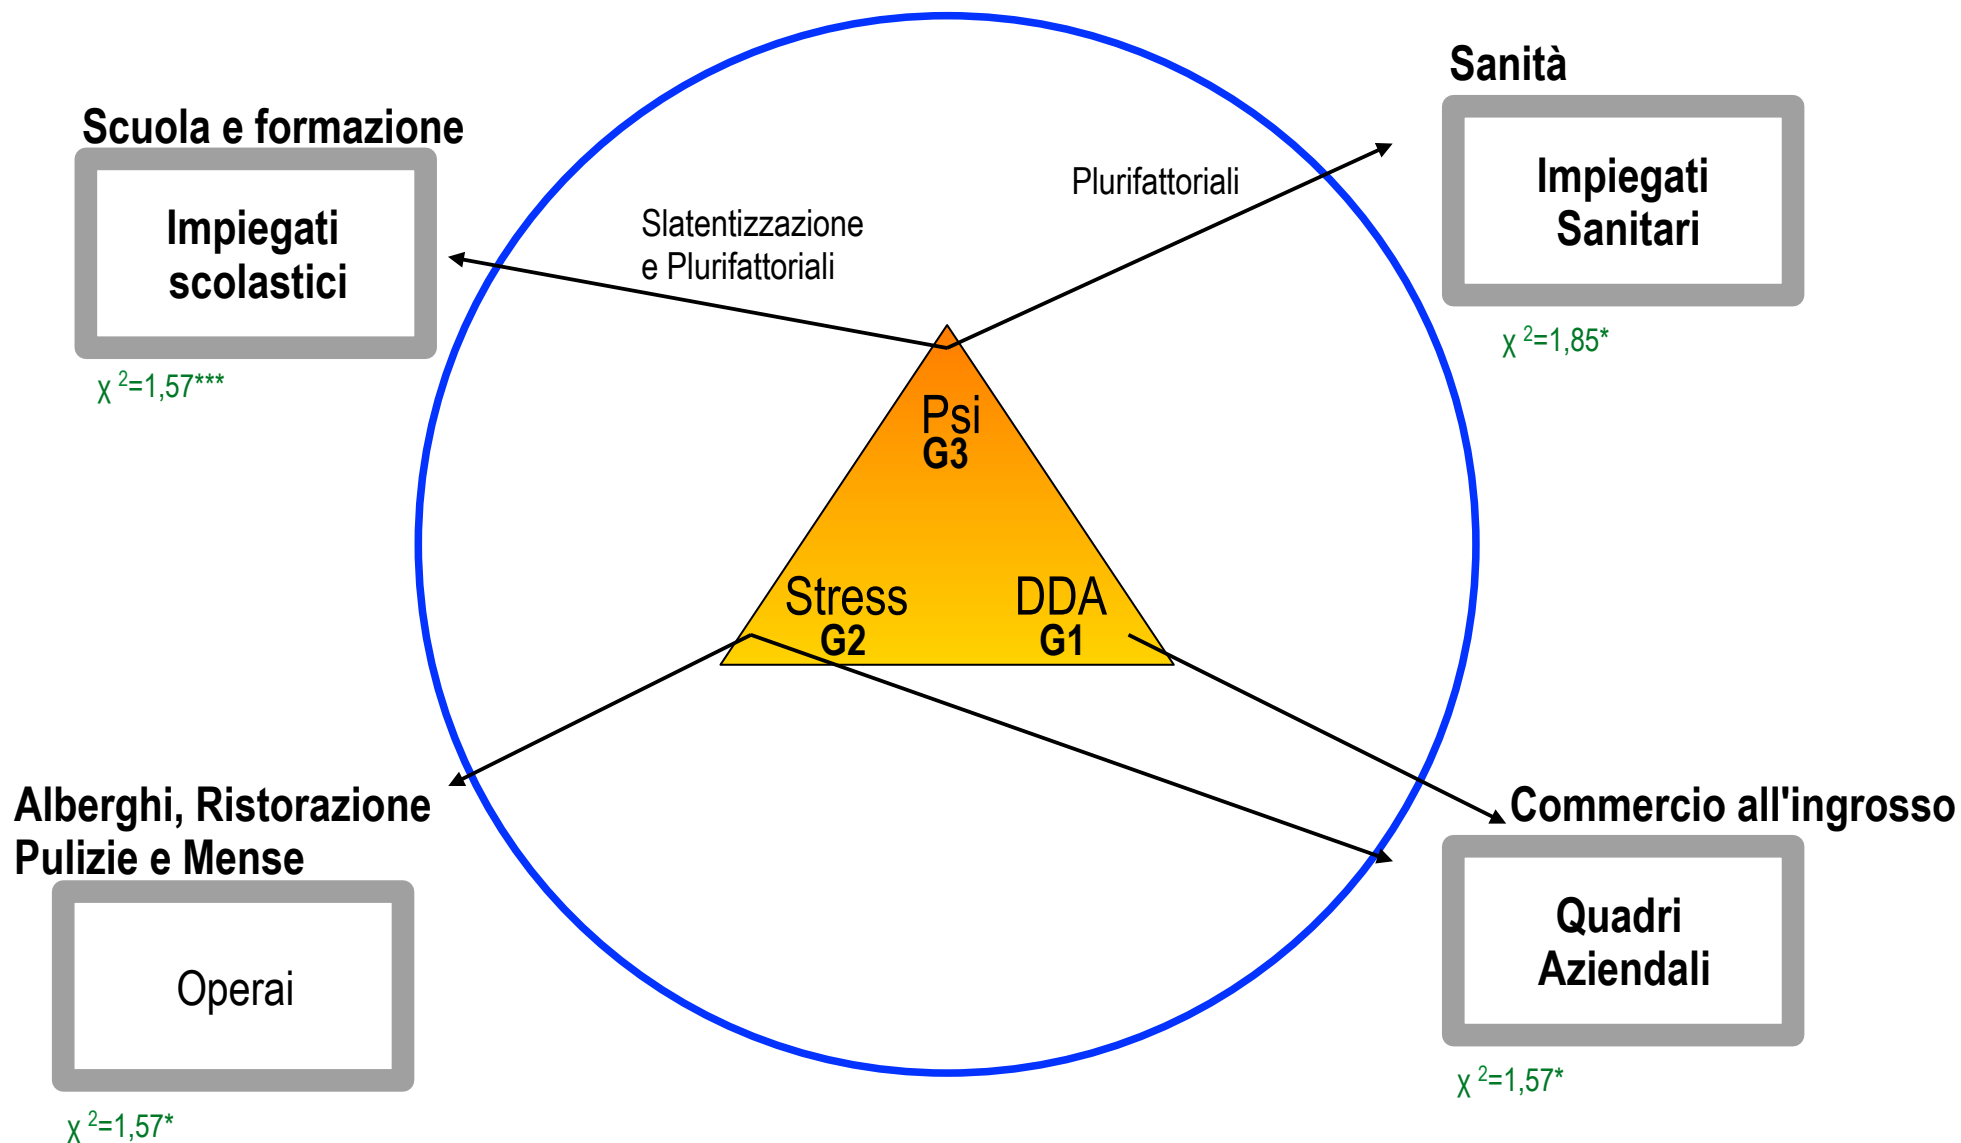 Sanità
Impiegati
Sanitari
χ ²=1,85*
Scuola e formazione
Impiegati
scolastici
χ ²=1,57***
Plurifattoriali
Slatentizzazione
e Plurifattoriali
Psi
G3
Stress
G2
DDA
G1
Alberghi, Ristorazione
Pulizie e Mense
Operai
χ ²=1,57*
Commercio all'ingrosso
Quadri
Aziendali
χ ²=1,57*